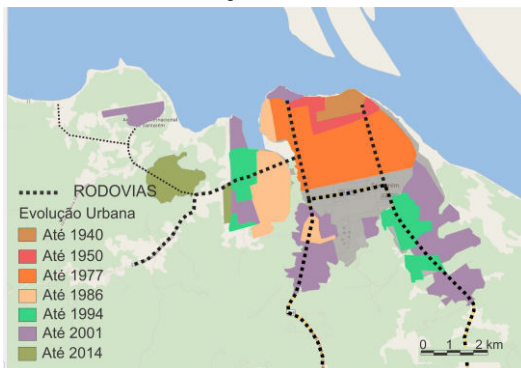 RODOVIAS
Evolução Urbana
Até 1940
Até 1950
Até 1977
Até 1986
Até 1994
Até 2001
Até 2014
0 1 2 km